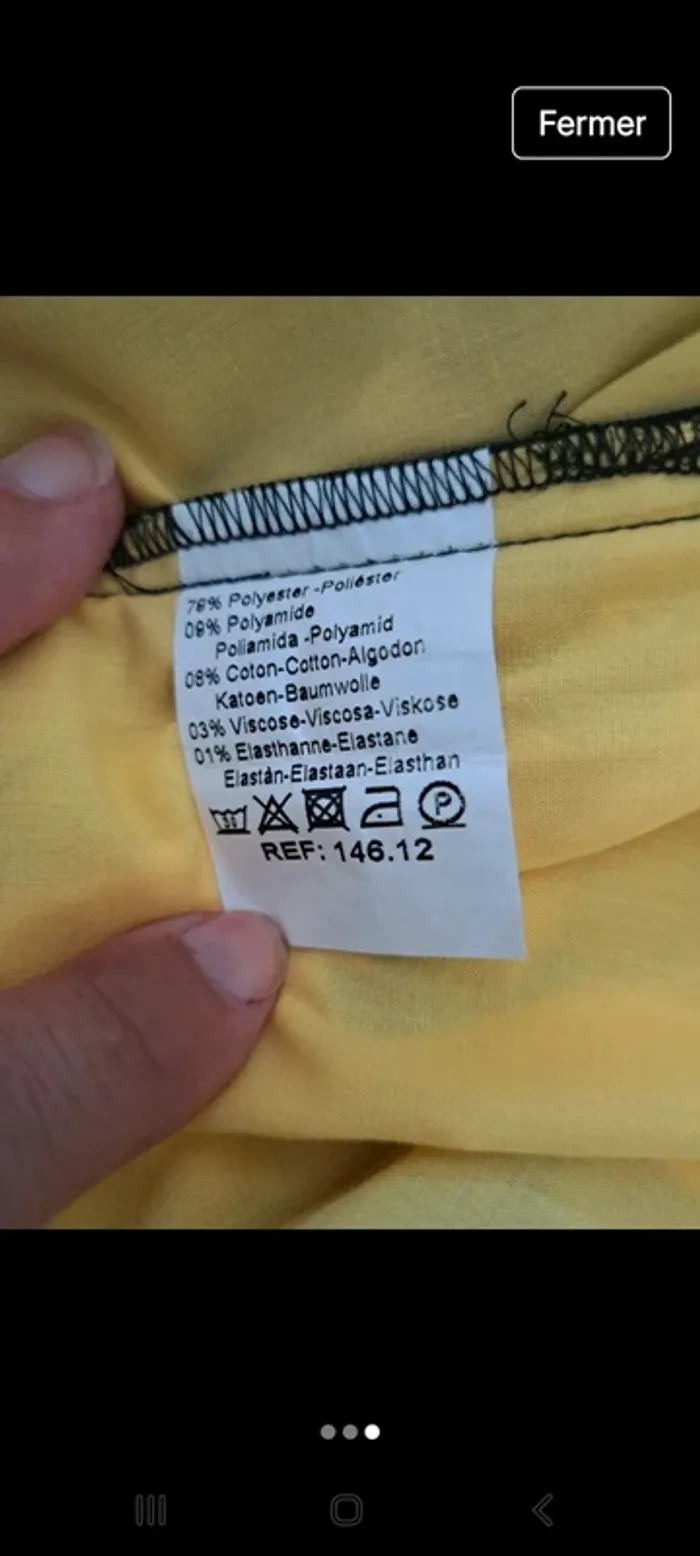 Fermer
78% Polyester -Poliéster
09% Polyamide
Poliamida -Polyamid
08% Coton-Cotton-Algodon
Katoen-Baumwolle
03% Viscose-Viscosa-Viskose
01% Elasthanne-Elastane
Elastán-Elastaan-Elasthan
30
P
REF: 146.12